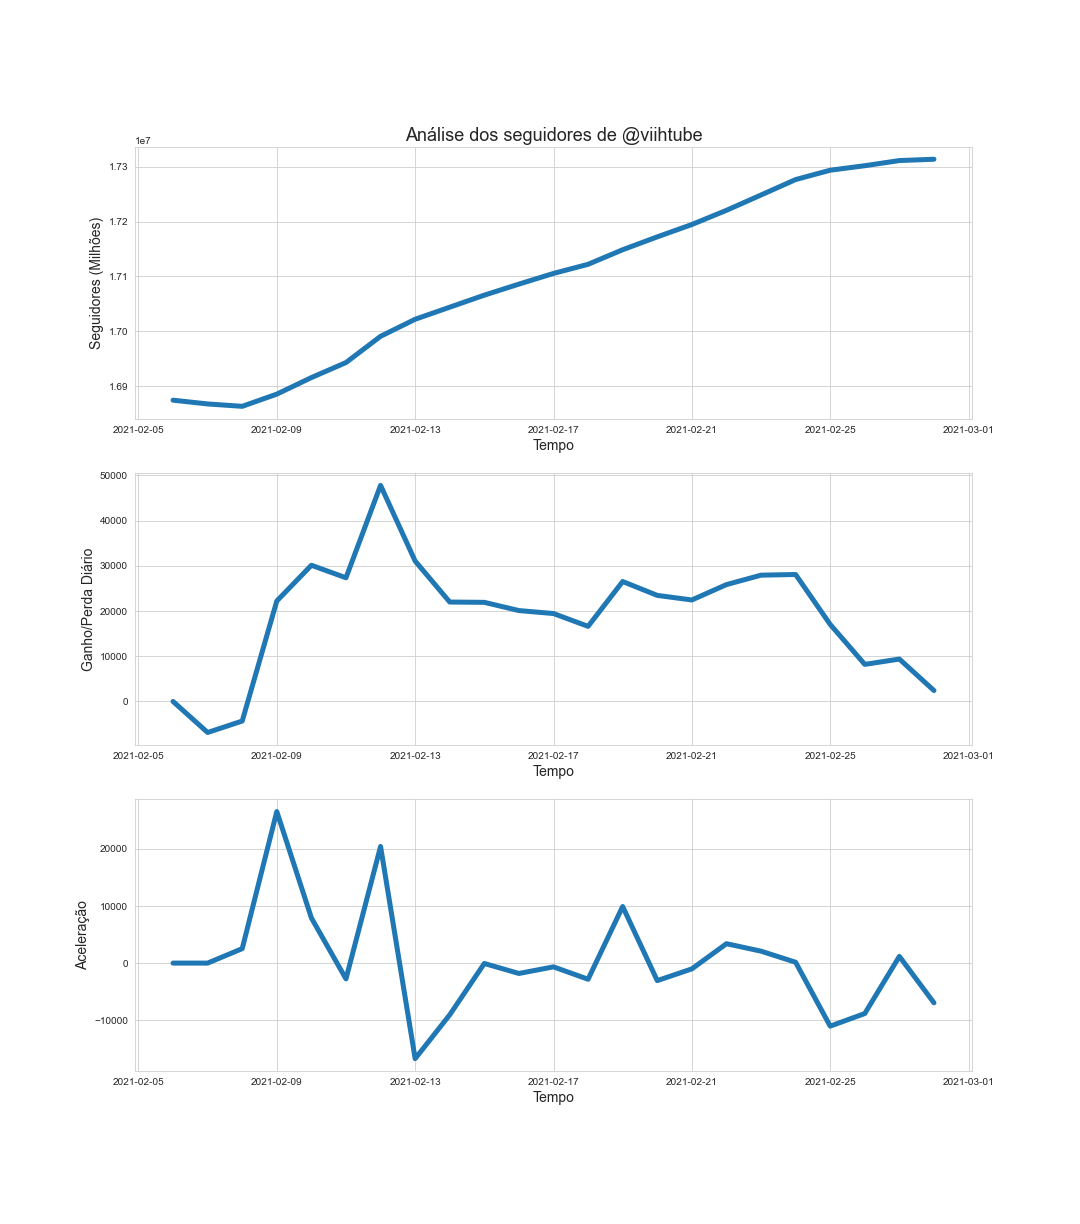 Análise dos seguidores de @viihtube
1e7
1.73
1.72
1.71
1.70
1.69
Seguidores (Milhões)
2021-02-05 2021-02-09 2021-02-13 2021-02-17 2021-02-21 2021-02-25 2021-03-01
Tempo
50000
40000
30000
20000
10000
0
Ganho/Perda Diário
2021-02-05 2021-02-09 2021-02-13 2021-02-17 2021-02-21 2021-02-25 2021-03-01
Tempo
20000
10000
0
−10000
Aceleração
2021-02-05 2021-02-09 2021-02-13 2021-02-17 2021-02-21 2021-02-25 2021-03-01
Tempo